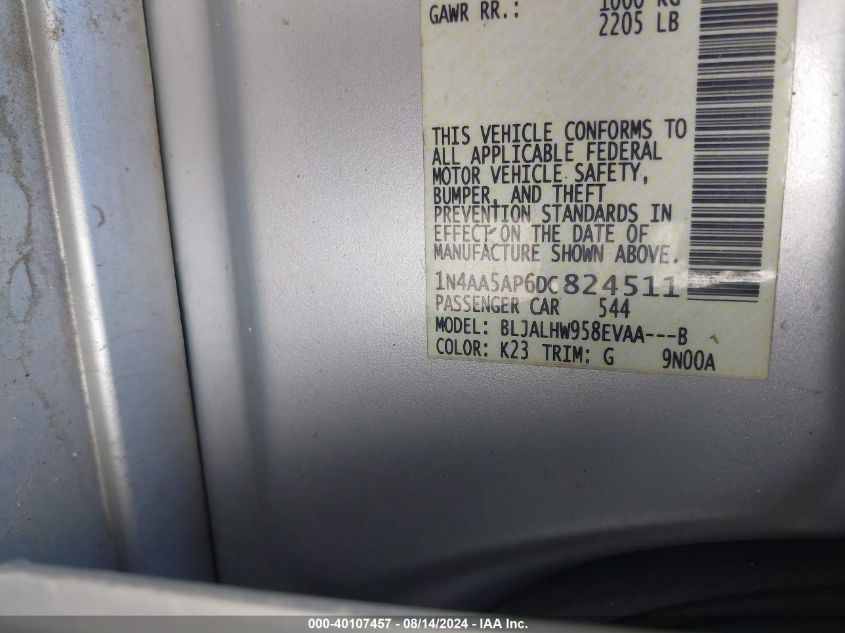 GAWR RR.: 1000 KG
2205 LB
THIS VEHICLE CONFORMS TO
ALL APPLICABLE FEDERAL
MOTOR VEHICLE SAFETY,
BUMPER, AND THEFT
PREVENTION STANDARDS IN
EFFECT ON THE DATE OF
MANUFACTURE SHOWN ABOVE.
1N4AA5AP6DC824511
PASSENGER CAR 544
MODEL: BLJALHW958EVAA---B
COLOR: K23 TRIM: G 9N00A
000-40107457 - 08/14/2024 - IAA Inc.